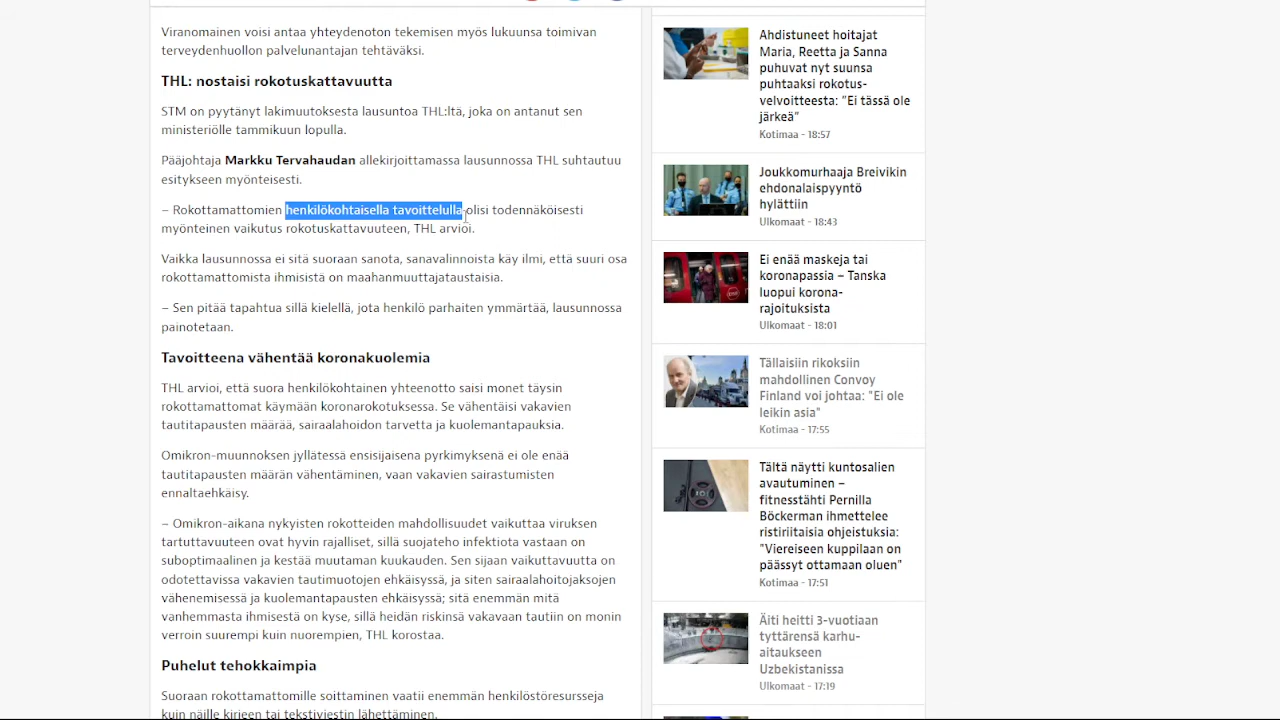 Viranomainen voisi antaa yhteydenoton tekemisen myös lukuunsa toimivan
terveydenhuollon palvelunantajan tehtäväksi.
THL: nostaisi rokotuskattavuutta
STM on pyytänyt lakimuutoksesta lausuntoa THL:ltä, joka on antanut sen
ministeriölle tammikuun lopulla.
Pääjohtaja Markku Tervahaudan allekirjoittamassa lausunnossa THL suhtautuu
esitykseen myönteisesti.
– Rokottamattomien henkilökohtaisella tavoittelulla olisi todennäköisesti
myönteinen vaikutus rokotuskattavuuteen, THL arvioi.
Vaikka lausunnossa ei sitä suoraan sanota, sanavalinnoista käy ilmi, että suuri osa
rokottamattomista ihmisistä on maahanmuuttajataustaisia.
– Sen pitää tapahtua sillä kielellä, jota henkilö parhaiten ymmärtää, lausunnossa
painotetaan.
Tavoitteena vähentää koronakuolemia
THL arvioi, että suora henkilökohtainen yhteenotto saisi monet täysin
rokottamattomat käymään koronarokotuksessa. Se vähentäisi vakavien
tautitapausten määrää, sairaalahoidon tarvetta ja kuolemantapauksia.
Omikron-muunnoksen jyllätessä ensisijaisena pyrkimyksenä ei ole enää
tautitapausten määrän vähentäminen, vaan vakavien sairastumisten
ennaltaehkäisy.
– Omikron-aikana nykyisten rokotteiden mahdollisuudet vaikuttaa viruksen
tartuttavuuteen ovat hyvin rajalliset, sillä suojateho infektiota vastaan on
suboptimaalinen ja kestää muutaman kuukauden. Sen sijaan vaikuttavuutta on
odotettavissa vakavien tautimuotojen ehkäisyssä, ja siten sairaalahoitojaksojen
vähenemisessä ja kuolemantapausten ehkäisyssä; sitä enemmän mitä
vanhemmasta ihmisestä on kyse, sillä heidän riskinsä vakavaan tautiin on monin
verroin suurempi kuin nuorempien, THL korostaa.
Puhelut tehokkaimpia
Suoraan rokottamattomille soittaminen vaatii enemmän henkilöstöresursseja
kuin näille kirjeen tai tekstiviestin lähettäminen.
Ahdistuneet hoitajat
Maria, Reetta ja Sanna
puhuvat nyt suunsa
puhtaaksi rokotus-
velvoitteesta: "Ei tässä ole
järkeä"
Kotimaa - 18:57
Joukkomurhaaja Breivikin
ehdonalaispyyntö
hylättiin
Ulkomaat - 18:43
Ei enää maskeja tai
koronapassia – Tanska
luopui korona-
rajoituksista
Ulkomaat - 18:01
Tällaisiin rikoksiin
mahdollinen Convoy
Finland voi johtaa: "Ei ole
leikin asia"
Kotimaa - 17:55
Tältä näytti kuntosalien
avautuminen –
fitnesstähti Pernilla
Böckerman ihmettelee
ristiriitaisia ohjeistuksia:
"Viereiseen kuppilaan on
päässyt ottamaan oluen"
Kotimaa - 17:51
Äiti heitti 3-vuotiaan
tyttärensä karhu-
aitaukseen
Uzbekistanissa
Ulkomaat - 17:19